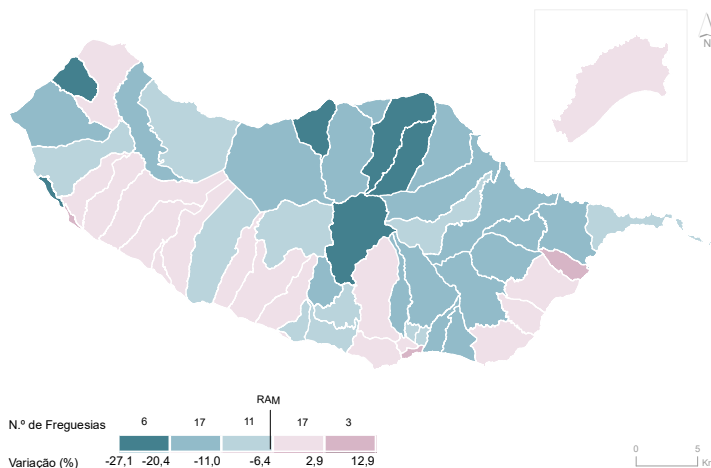 N
RAM
N.º de Freguesias 6 17 11 17 3
Variação (%) -27,1 -20,4 -11,0 -6,4 2,9 12,9
0 5